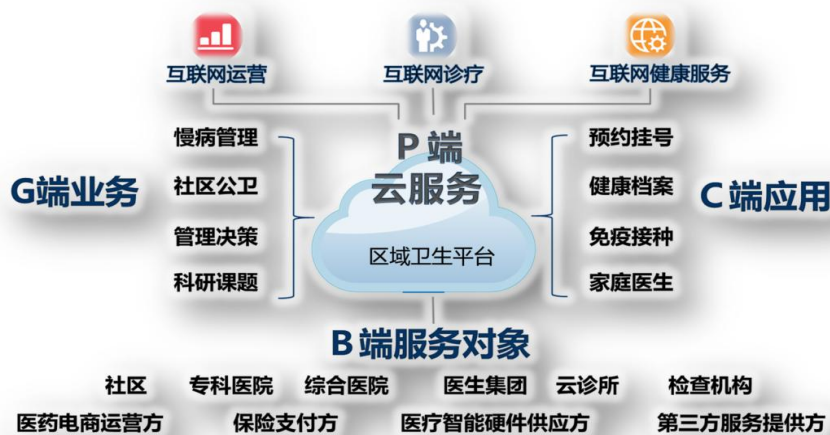 互联网运营 互联网诊疗 互联网健康服务
P端
云服务
区域卫生平台
G端业务
慢病管理
社区公卫
管理决策
科研课题
C端应用
预约挂号
健康档案
免疫接种
家庭医生
B端服务对象
社区 专科医院 综合医院 医生集团 云诊所 检查机构
医药电商运营方 保险支付方 医疗智能硬件供应方 第三方服务提供方